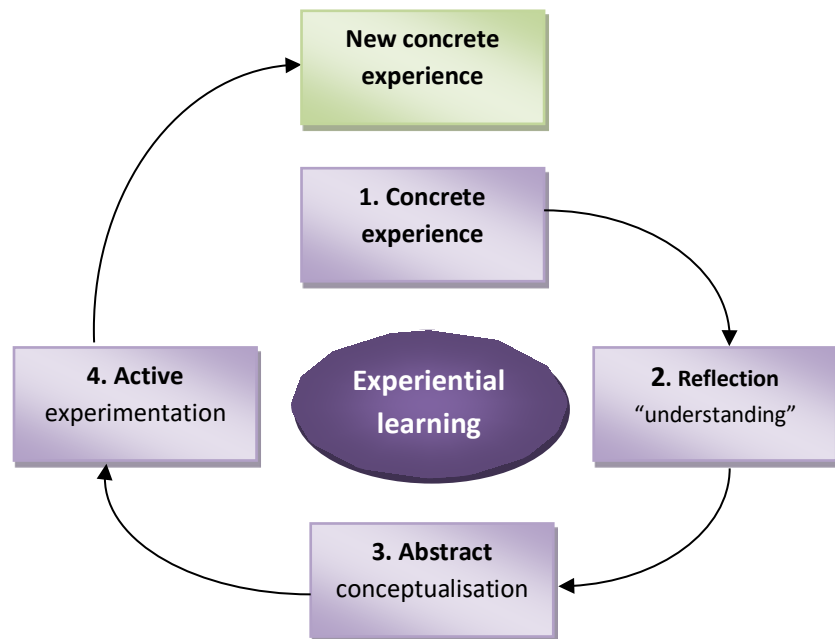 New concrete
experience
1. Concrete
experience
2. Reflection
“understanding”
3. Abstract
conceptualisation
4. Active
experimentation
Experiential
learning